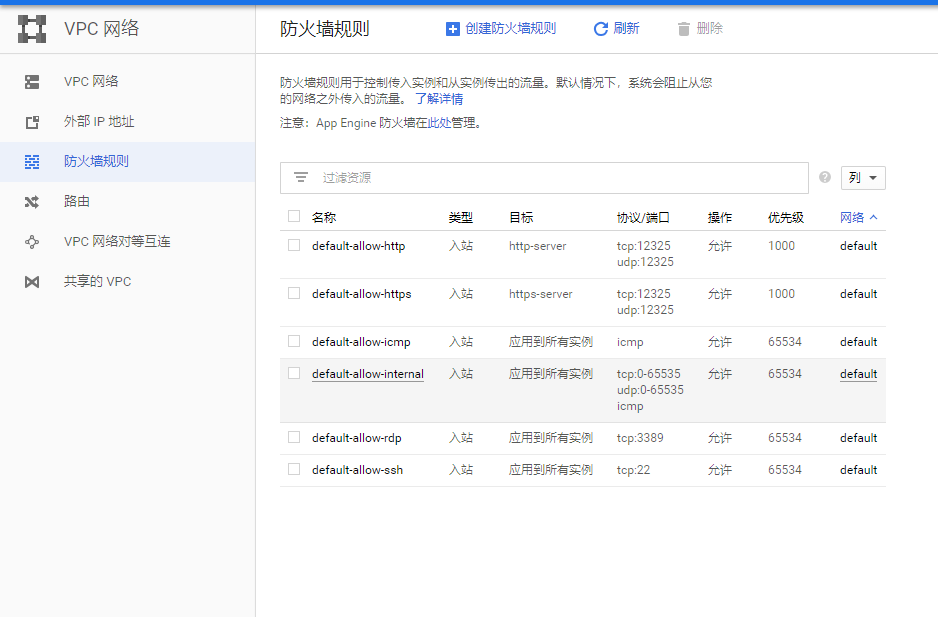 VPC 网络
防火墙规则
创建防火墙规则
刷新
删除
VPC 网络
外部 IP 地址
防火墙规则
路由
VPC 网络对等互连
共享的 VPC
防火墙规则用于控制传入实例和从实例传出的流量。默认情况下，系统会阻止从您
的网络之外传入的流量。 了解详情
注意：App Engine 防火墙在此处管理。
过滤资源
列
名称 类型 目标 协议/端口 操作 优先级 网络
default-allow-http 入站 http-server tcp:12325 允许 1000 default
udp:12325
default-allow-https 入站 https-server tcp:12325 允许 1000 default
udp:12325
default-allow-icmp 入站 应用到所有实例 icmp 允许 65534 default
default-allow-internal 入站 应用到所有实例 tcp:0-65535 允许 65534 default
udp:0-65535
icmp
default-allow-rdp 入站 应用到所有实例 tcp:3389 允许 65534 default
default-allow-ssh 入站 应用到所有实例 tcp:22 允许 65534 default